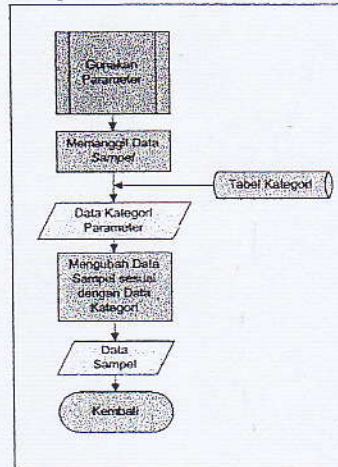 Gunakan
Parameter
Memanggil Data
Sampel
Tabel Kategori
Data Kategori
Parameter
Mengubah Data
Sampel sesuai
dengan Data
Kategori
Data
Sampel
Kembali